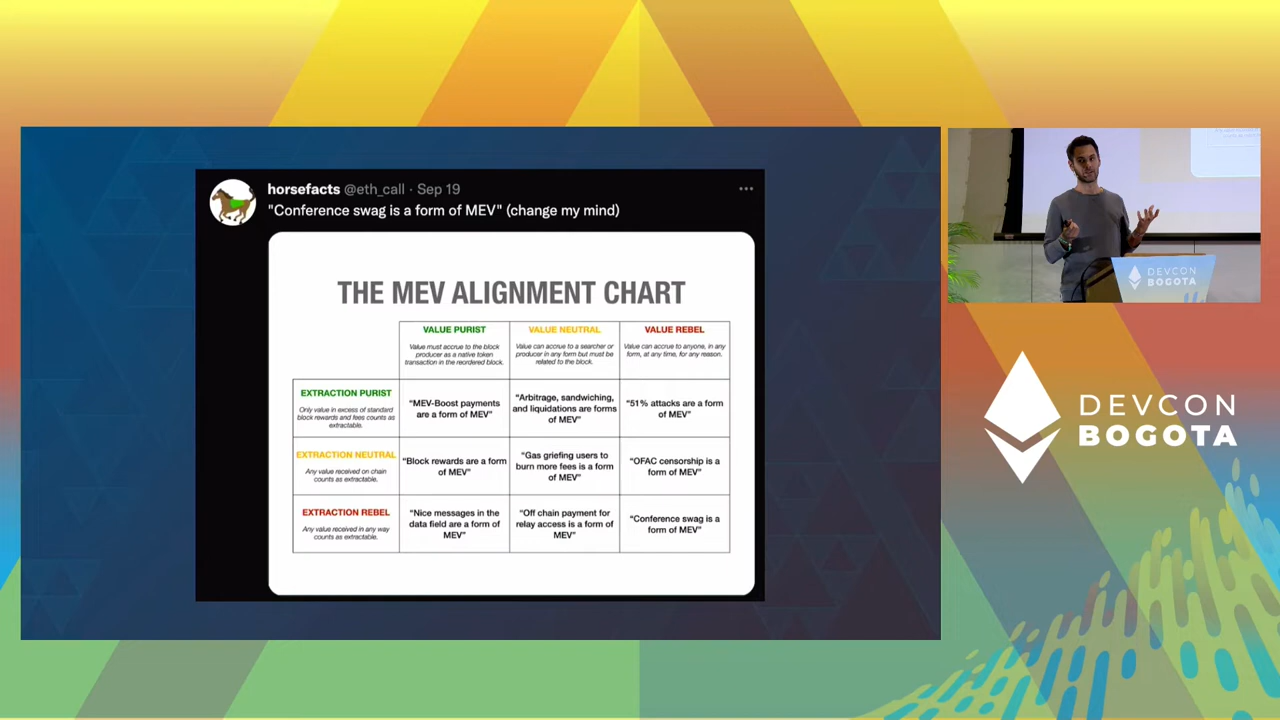 horsefacts @eth_call · Sep 19
"Conference swag is a form of MEV" (change my mind)
THE MEV ALIGNMENT CHART
VALUE PURIST
Value must accrue to the block
producer as a native token
transaction in the reordered block.
VALUE NEUTRAL
Value can accrue to a searcher or
producer in any form but must be
related to the block.
VALUE REBEL
Value can accrue to anyone, in any
form, at any time, for any reason.
EXTRACTION PURIST
Only value in excess of standard
block rewards and fees counts as
extractable.
"MEV-Boost payments
are a form of MEV"
"Arbitrage, sandwiching,
and liquidations are forms
of MEV"
"51% attacks are a form
of MEV"
EXTRACTION NEUTRAL
Any value received on chain
counts as extractable.
"Block rewards are a form
of MEV"
"Gas griefing users to
burn more fees is a form
of MEV"
"OFAC censorship is a
form of MEV"
EXTRACTION REBEL
Any value received in any way
counts as extractable.
"Nice messages in the
data field are a form of
MEV"
"Off chain payment for
relay access is a form of
MEV"
"Conference swag is a
form of MEV"
DEVCON
BOGOTA
DEVCON
BOGOTA